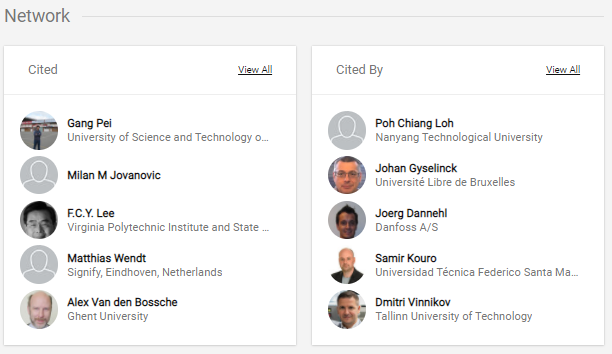 Network
Cited
View All
Gang Pei
University of Science and Technology o...
Milan M Jovanovic
F.C.Y. Lee
Virginia Polytechnic Institute and State ...
Matthias Wendt
Signify, Eindhoven, Netherlands
Alex Van den Bossche
Ghent University
Cited By
View All
Poh Chiang Loh
Nanyang Technological University
Johan Gyselinck
Université Libre de Bruxelles
Joerg Dannehl
Danfoss A/S
Samir Kouro
Universidad Técnica Federico Santa Ma...
Dmitri Vinnikov
Tallinn University of Technology